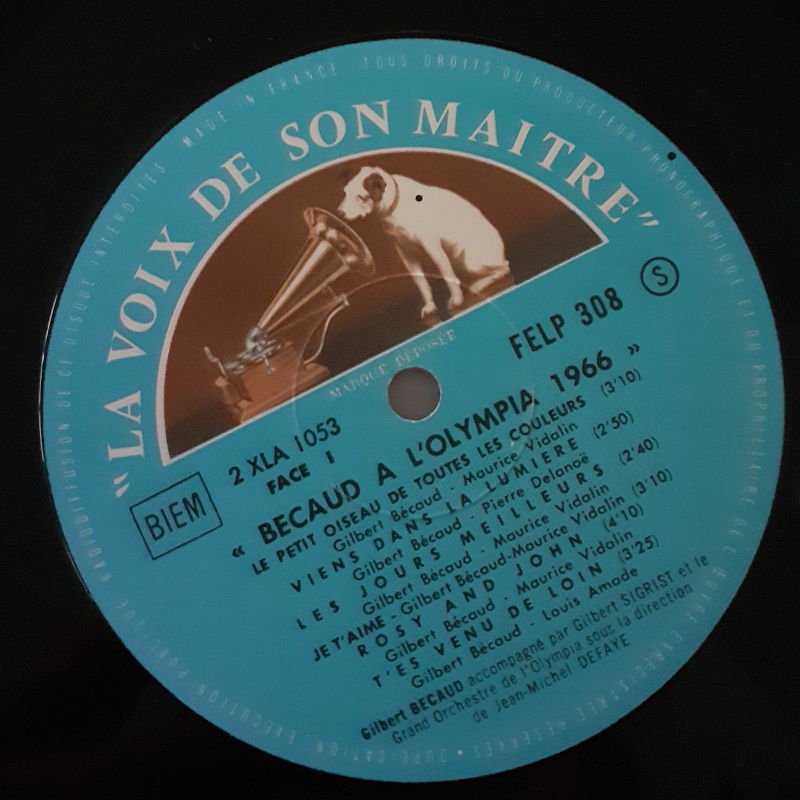 MADE IN FRANCE TOUS DROITS DU PRODUCTEUR PHONOGRAPHIQUE ET DU PROPRIETAIRE DE L'ŒUVRE ENREGISTREE RESERVES • DUPLICATION EXECUTION PUBLIQUE RADIODIFFUSION DE CE DISQUE INTERDITES
"LA VOIX DE SON MAITRE"
MARQUE DÉPOSÉE
FELP 308 S
2 XLA 1053
FACE 1
BIEM
« BECAUD A L'OLYMPIA 1966 »
LE PETIT OISEAU DE TOUTES LES COULEURS (3'10)
Gilbert Bécaud - Maurice Vidalin
VIENS DANS LA LUMIERE (2'50)
Gilbert Bécaud - Pierre Delanoë
LES JOURS MEILLEURS (2'40)
Gilbert Bécaud - Maurice Vidalin
JE T'AIME - Gilbert Bécaud-Maurice Vidalin (3'10)
ROSY AND JOHN (4'10)
Gilbert Bécaud - Maurice Vidalin
T'ES VENU DE LOIN (3'25)
Gilbert Bécaud - Louis Amade
Gilbert BECAUD accompagné par Gilbert SIGRIST et le
Grand Orchestre de l'Olympia sous la direction
de Jean-Michel DEFAYE